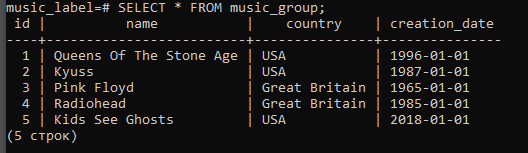 music_label=# SELECT * FROM music_group;
 id |          name           |    country    | creation_date
----+-------------------------+---------------+---------------
  1 | Queens Of The Stone Age | USA           | 1996-01-01
  2 | Kyuss                   | USA           | 1987-01-01
  3 | Pink Floyd              | Great Britain | 1965-01-01
  4 | Radiohead               | Great Britain | 1985-01-01
  5 | Kids See Ghosts         | USA           | 2018-01-01
(5 строк)